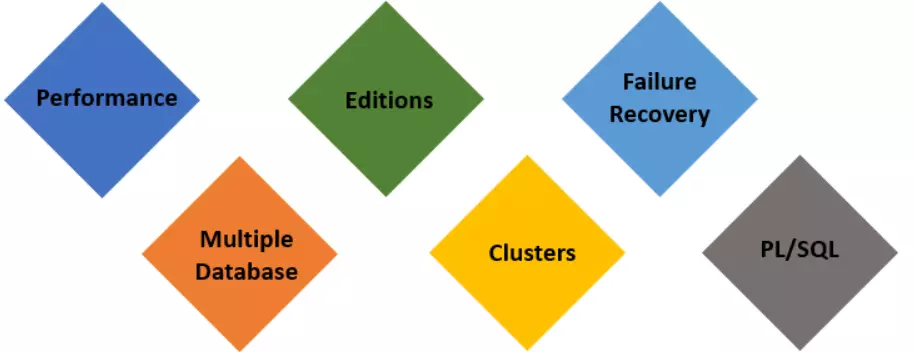 Performance
Editions
Failure
Recovery
Multiple
Database
Clusters
PL/SQL